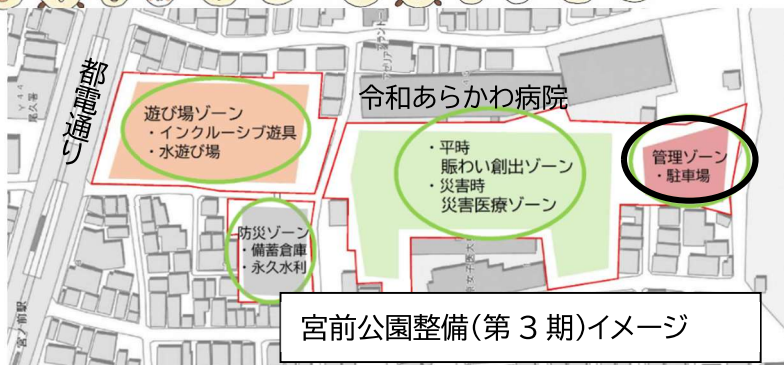 都電通り
遊び場ゾーン
・インクルーシブ遊具
・水遊び場
令和あらかわ病院
・平時
賑わい創出ゾーン
・災害時
災害医療ゾーン
管理ゾーン
・駐車場
防災ゾーン
・備蓄倉庫
・永久水利
宮ノ前駅
宮前公園整備(第3期)イメージ